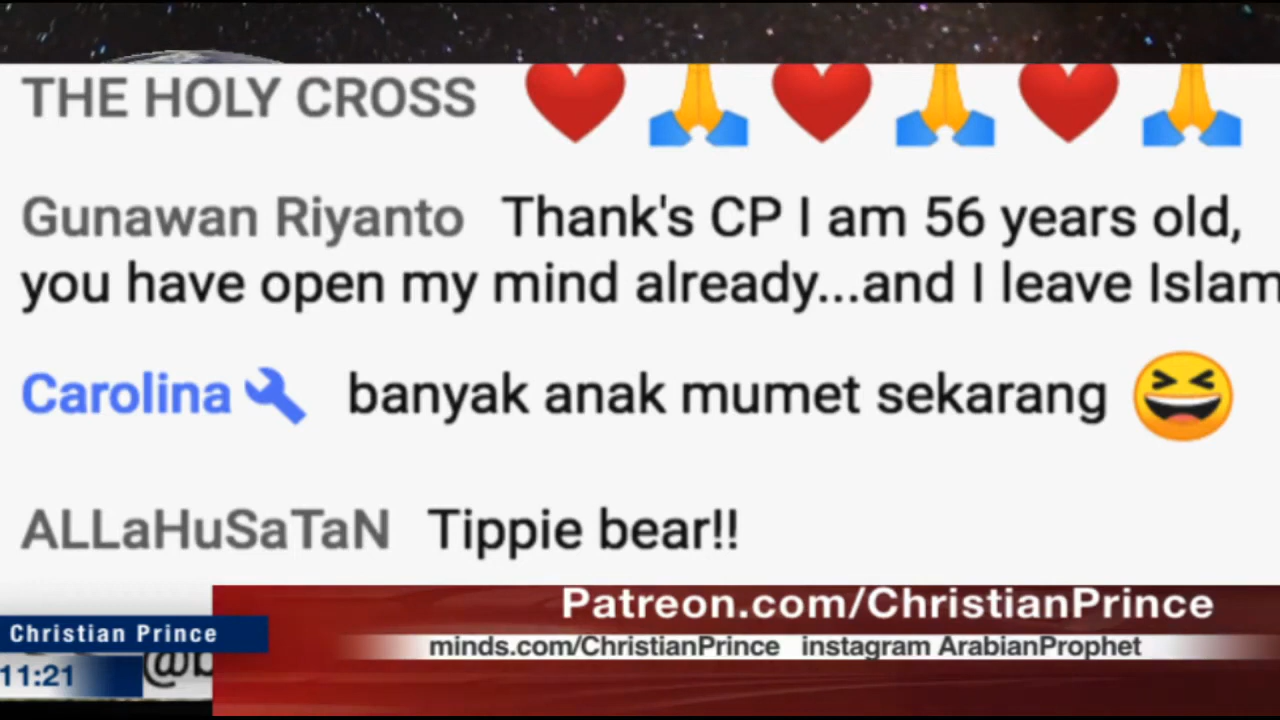 THE HOLY CROSS ❤️🙏❤️🙏❤️🙏
Gunawan Riyanto Thank's CP I am 56 years old,
you have open my mind already...and I leave Islam
Carolina banyak anak mumet sekarang 😆
ALLaHuSaTaN Tippie bear!!
Patreon.com/ChristianPrince
Christian Prince
minds.com/ChristianPrince instagram ArabianProphet
11:21